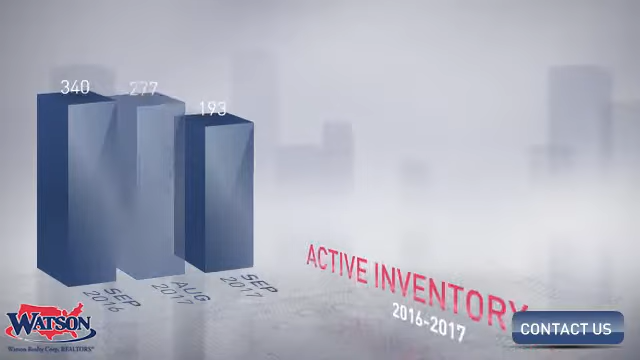 340
277
193
SEP
2016
AUG
2017
SEP
2017
ACTIVE INVENTORY
2016-2017
WATSON
Watson Realty Corp. REALTORS®
CONTACT US